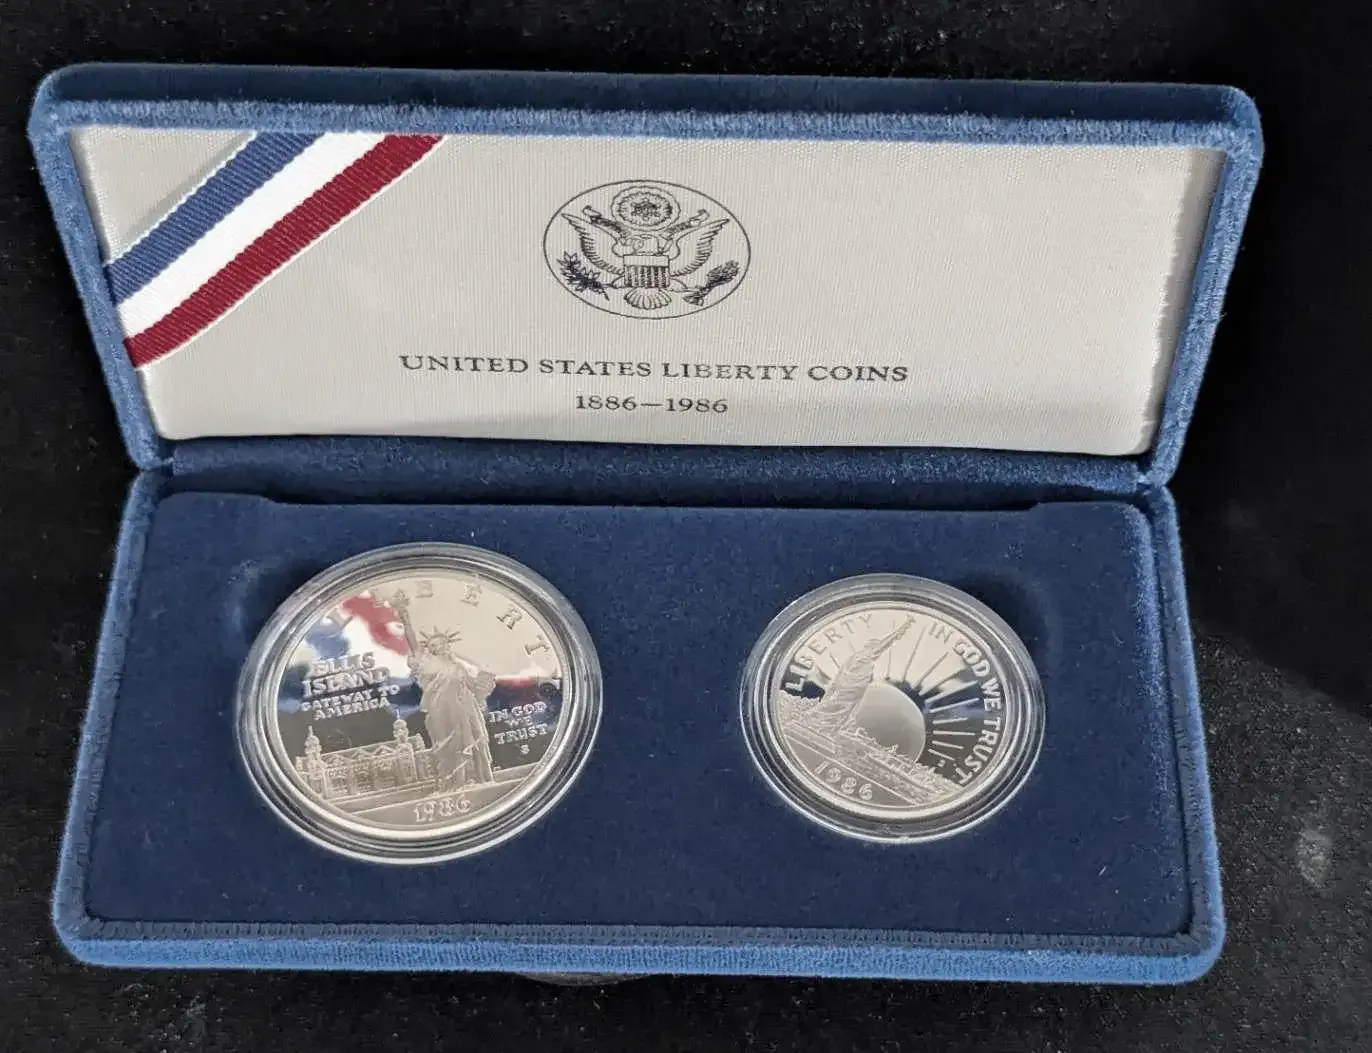 UNITED STATES LIBERTY COINS
1886–1986
LIBERTY
ELLIS
ISLAND
GATEWAY TO
AMERICA
IN GOD
WE
TRUST
S
1986
LIBERTY
IN GOD WE TRUST
1986